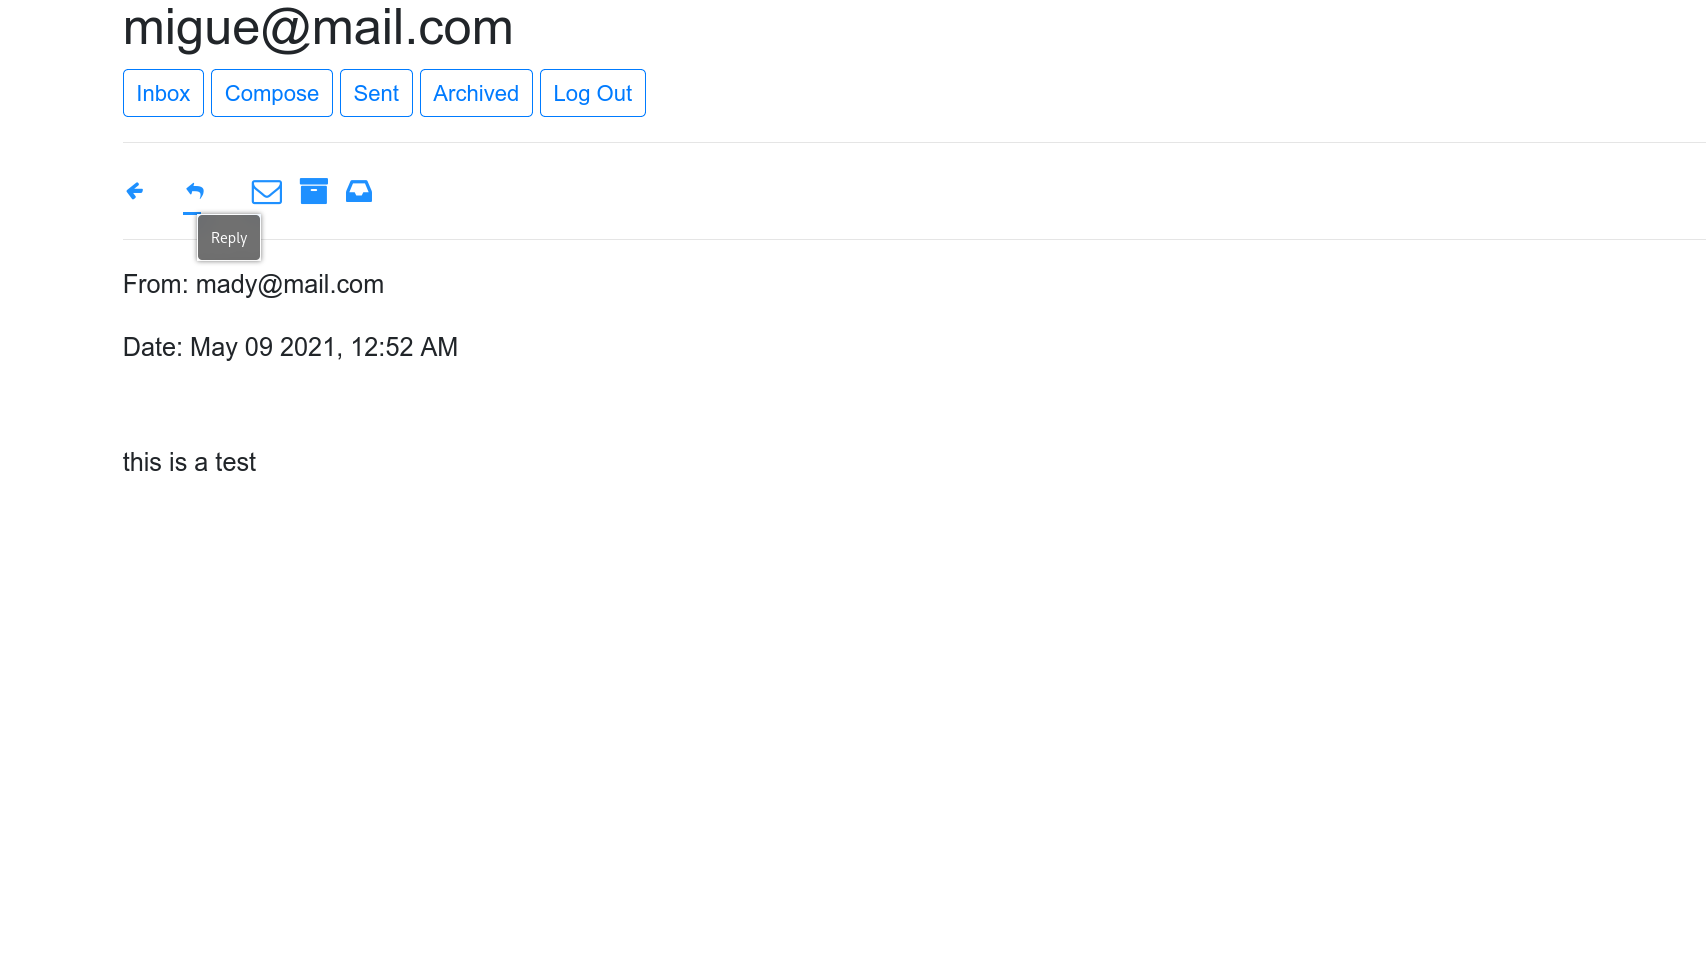 migue@mail.com
Inbox Compose Sent Archived Log Out
Reply
From: mady@mail.com
Date: May 09 2021, 12:52 AM
this is a test